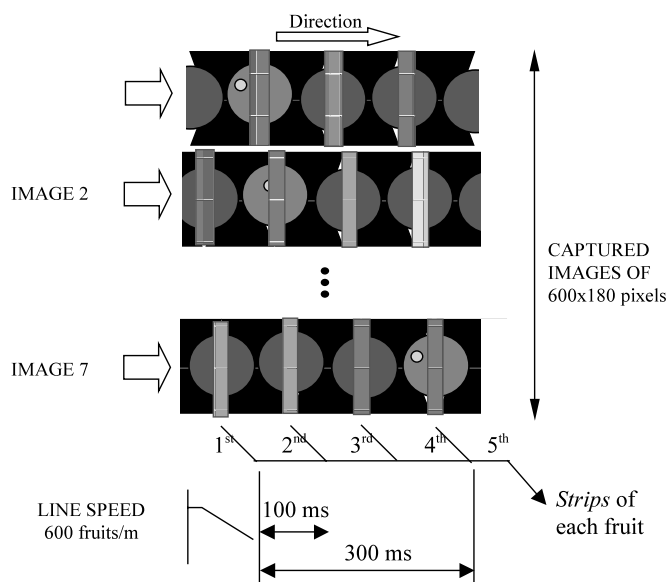 Direction
IMAGE 2
CAPTURED
IMAGES OF
600x180 pixels
IMAGE 7
1st 2nd 3rd 4th 5th
LINE SPEED
600 fruits/m
100 ms
300 ms
Strips of
each fruit